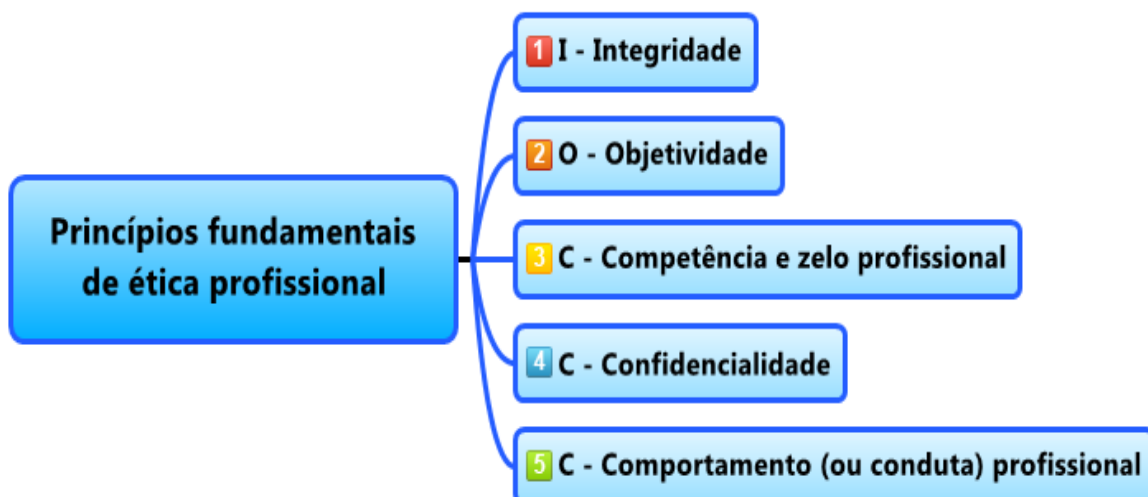 1 I - Integridade
2 O - Objetividade
Princípios fundamentais
de ética profissional
3 C - Competência e zelo profissional
4 C - Confidencialidade
5 C - Comportamento (ou conduta) profissional